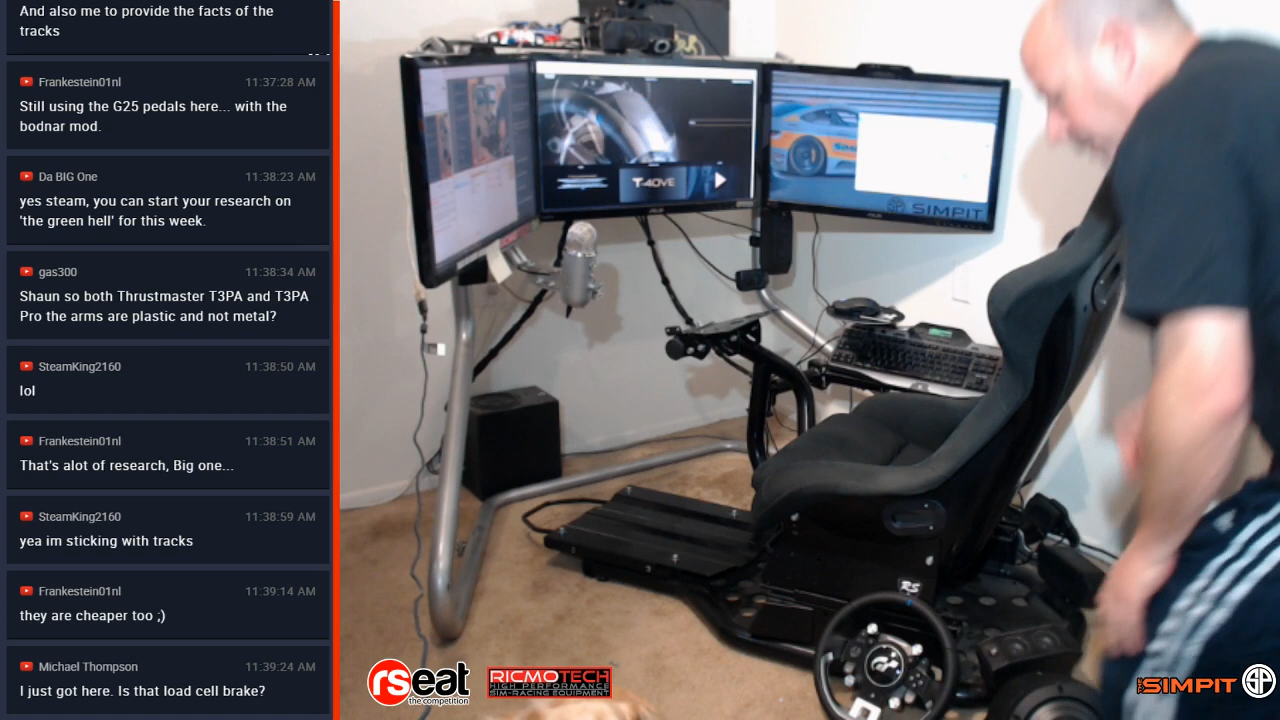 And also me to provide the facts of the
tracks
Frankestein01nl 11:37:28 AM
Still using the G25 pedals here... with the
bodnar mod.
Da BIG One 11:38:23 AM
yes steam, you can start your research on
'the green hell' for this week.
gas300 11:38:34 AM
Shaun so both Thrustmaster T3PA and T3PA
Pro the arms are plastic and not metal?
SteamKing2160 11:38:50 AM
lol
Frankestein01nl 11:38:51 AM
That's alot of research, Big one...
SteamKing2160 11:38:59 AM
yea im sticking with tracks
Frankestein01nl 11:39:14 AM
they are cheaper too ;)
Michael Thompson 11:39:24 AM
I just got here. Is that load cell brake?
SIMPIT
ASUS
RS
rseat
the competition
RICMOTECH
HIGH PERFORMANCE
SIM-RACING EQUIPMENT
SIMPIT
SP